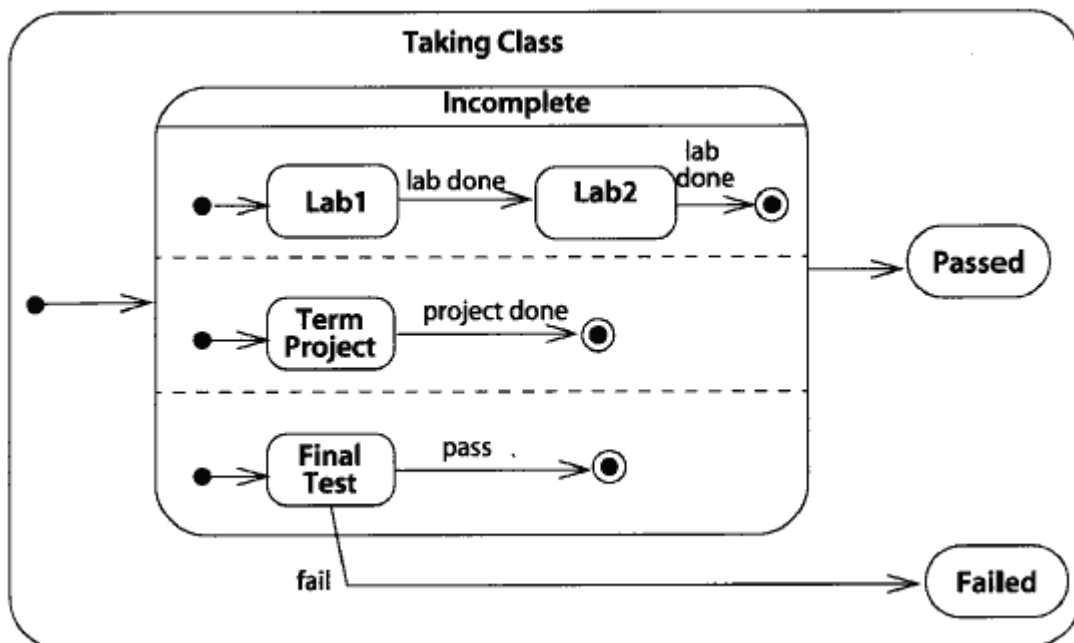 Taking Class
Incomplete
Lab1
lab done
Lab2
lab
done
Passed
Term
Project
project done
Final
Test
pass
fail
Failed